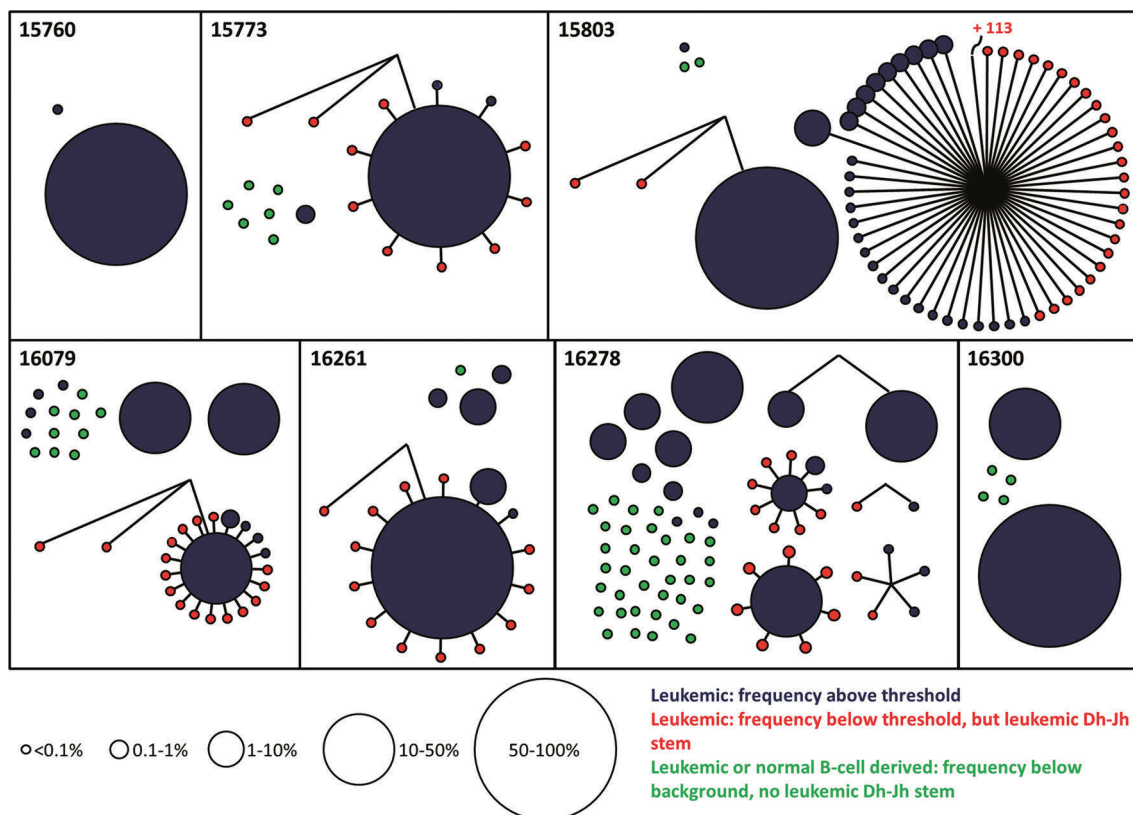 15760
15773
15803
+ 113
16079
16261
16278
16300
<0.1%
0.1-1%
1-10%
10-50%
50-100%
Leukemic: frequency above threshold
Leukemic: frequency below threshold, but leukemic Dh-Jh
stem
Leukemic or normal B-cell derived: frequency below
background, no leukemic Dh-Jh stem